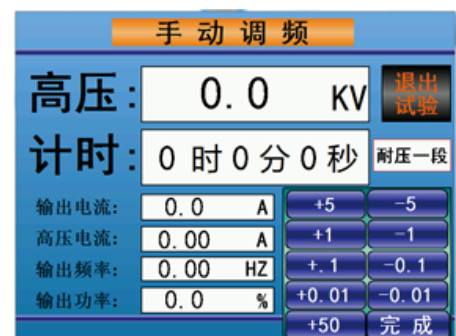 手动调频
高压: 0.0 KV 退出试验
计时: 0时0分0秒 耐压一段
输出电流: 0.0 A +5 -5
高压电流: 0.00 A +1 -1
输出频率: 0.00 HZ +.1 -0.1
输出功率: 0.0 % +0.01 -0.01
+50 完成